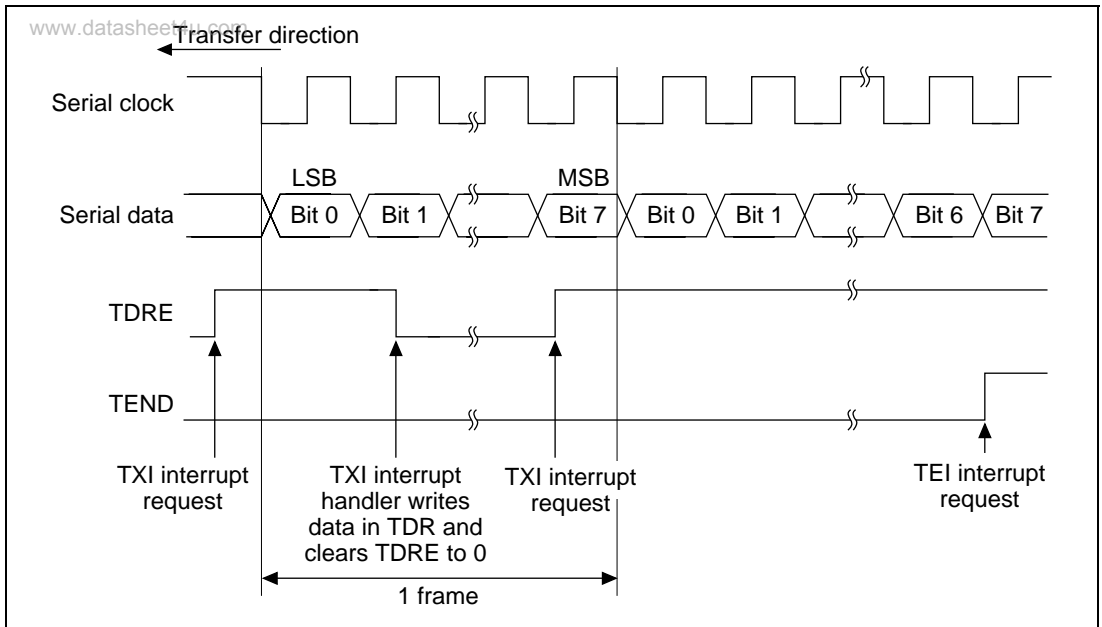 www.datasheet4u.com
Transfer direction
Serial clock
LSB
MSB
Serial data
Bit 0
Bit 1
Bit 7
Bit 0
Bit 1
Bit 6
Bit 7
TDRE
TEND
TXI interrupt
request
TXI interrupt
handler writes
data in TDR and
clears TDRE to 0
TXI interrupt
request
TEI interrupt
request
1 frame